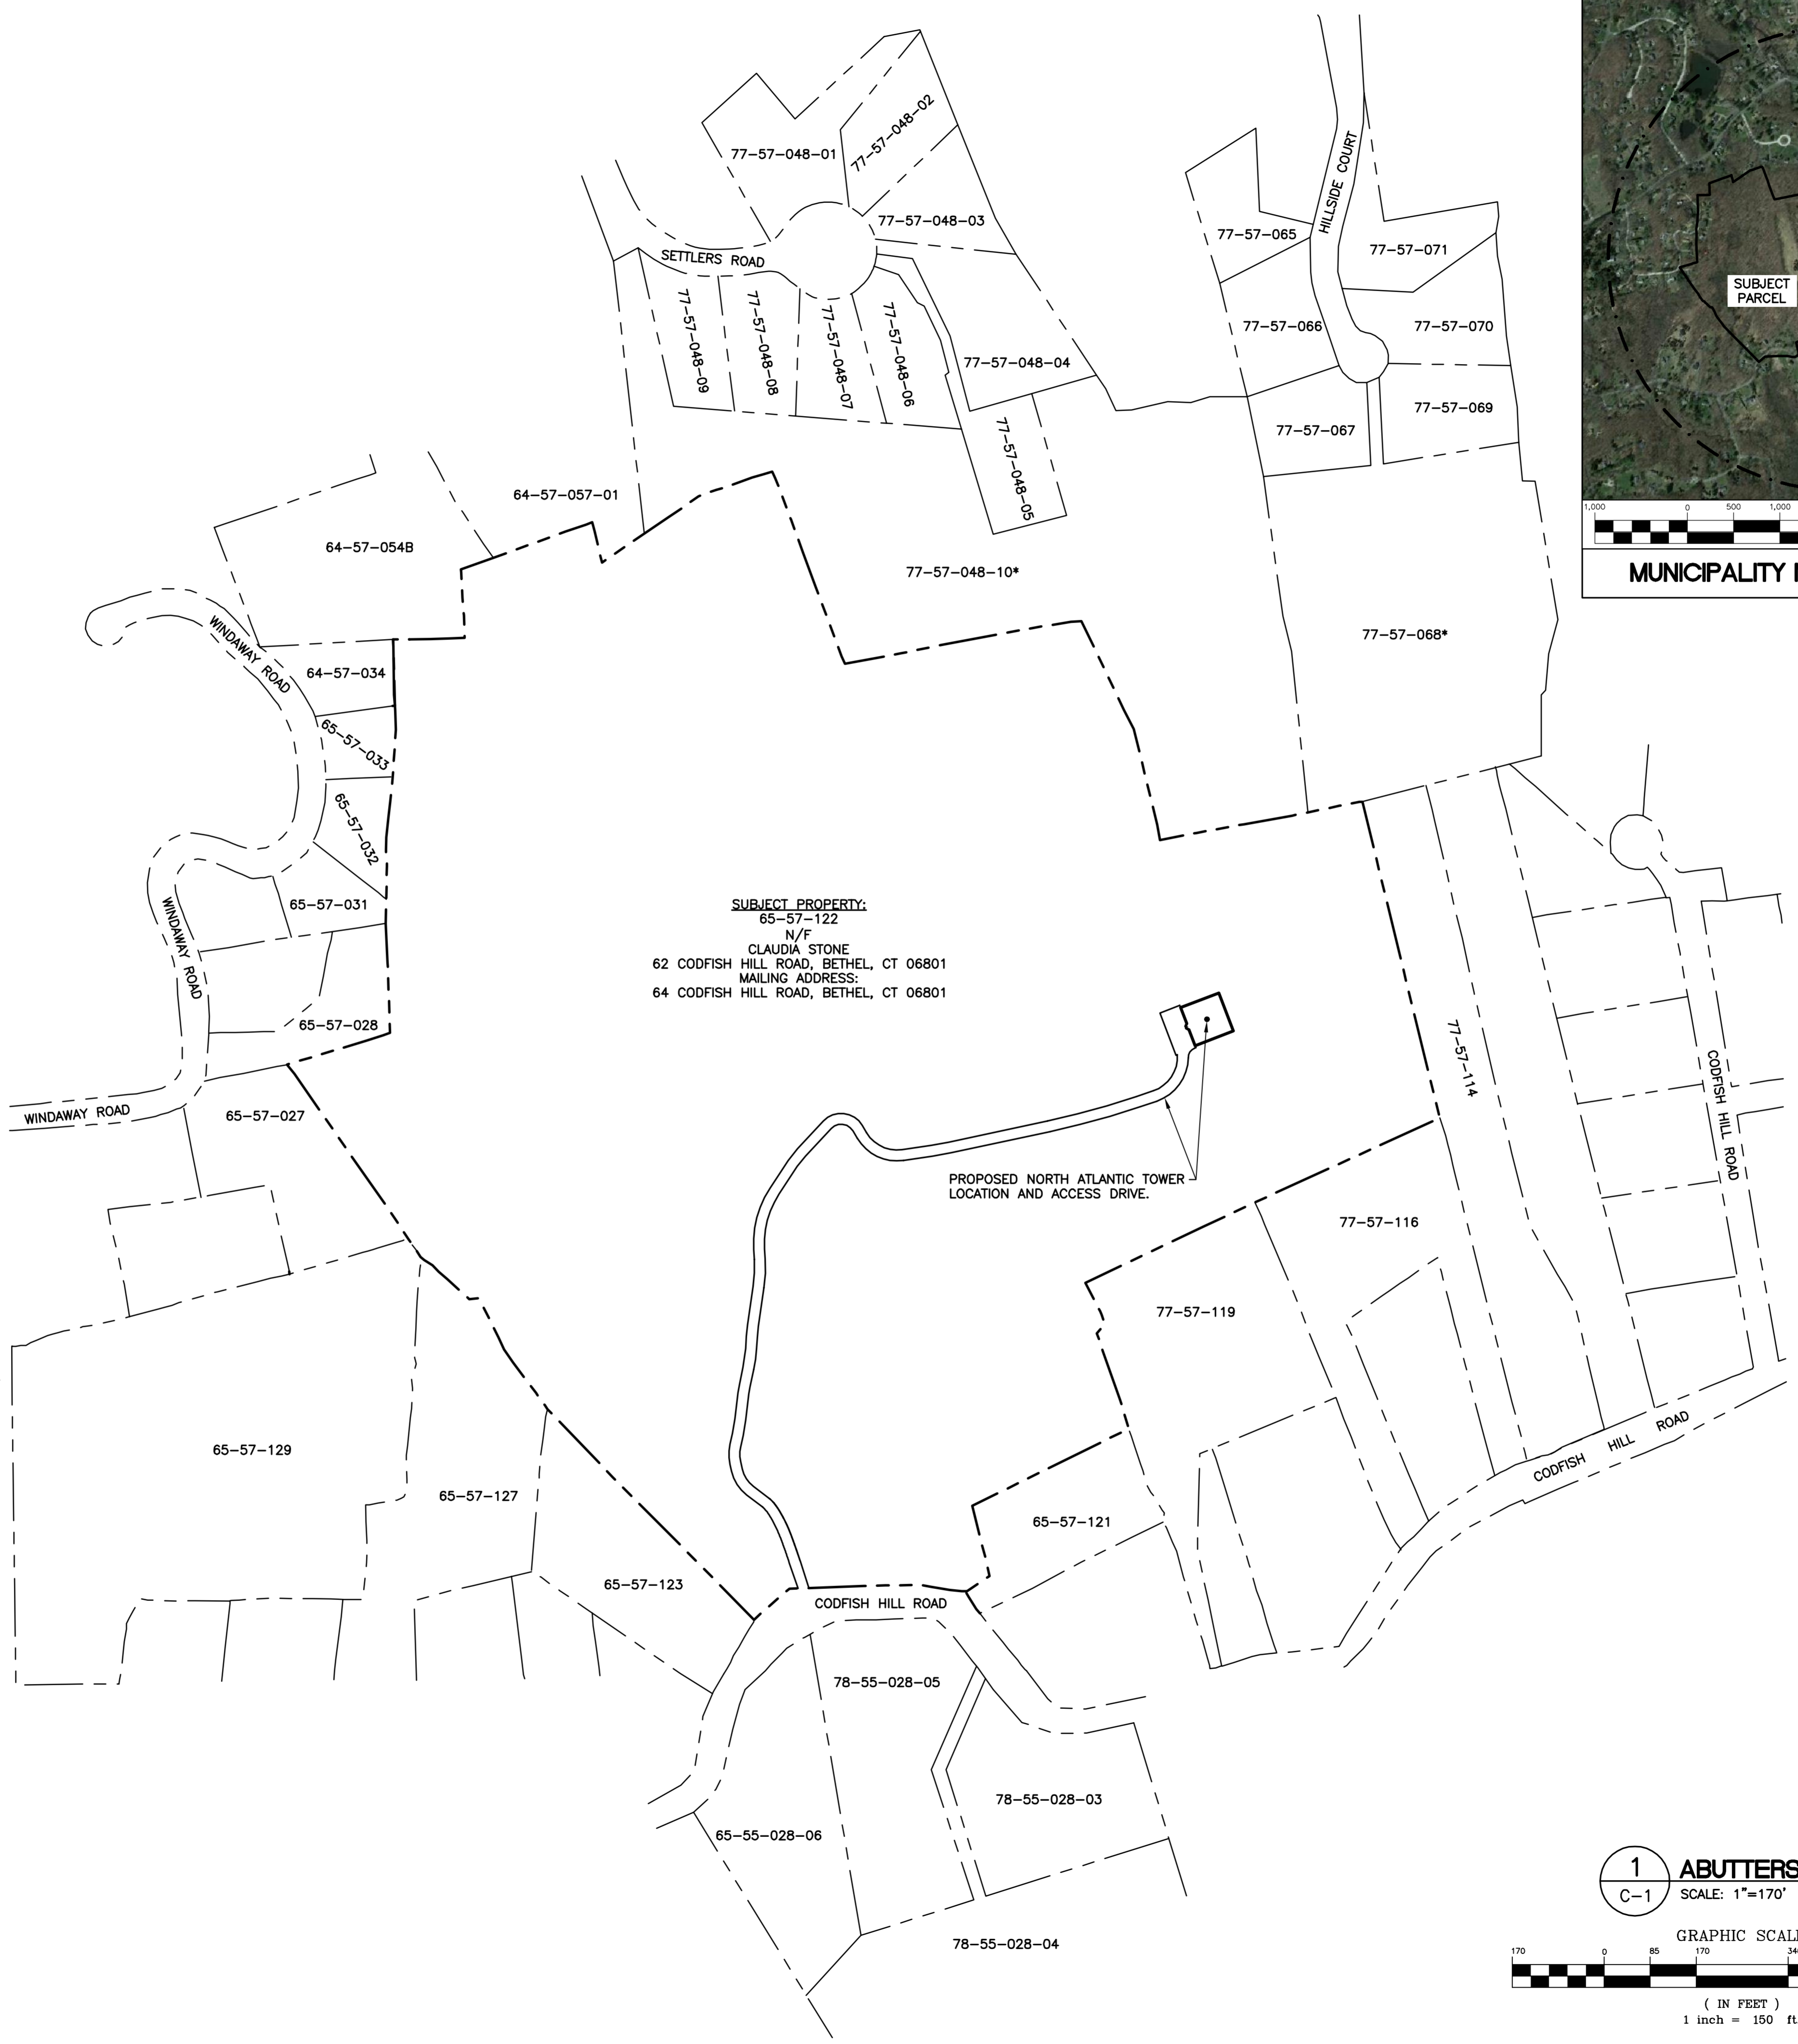 77-57-048-01
77-57-048-02
77-57-048-03
SETTLERS ROAD
77-57-048-09
77-57-048-08
77-57-048-07
77-57-048-06
77-57-048-04
77-57-048-05
HILLSIDE COURT
77-57-065
77-57-071
77-57-066
77-57-070
77-57-067
77-57-069
SUBJECT
PARCEL
1,000 0 500 1,000
MUNICIPALITY
64-57-057-01
64-57-054B
77-57-048-10*
77-57-068*
WINDAWAY ROAD
64-57-034
65-57-033
65-57-032
65-57-031
WINDAWAY ROAD
65-57-028
WINDAWAY ROAD
65-57-027
SUBJECT PROPERTY:
65-57-122
N/F
CLAUDIA STONE
62 CODFISH HILL ROAD, BETHEL, CT 06801
MAILING ADDRESS:
64 CODFISH HILL ROAD, BETHEL, CT 06801
77-57-114
CODFISH HILL ROAD
PROPOSED NORTH ATLANTIC TOWER
LOCATION AND ACCESS DRIVE.
77-57-116
77-57-119
65-57-129
65-57-127
65-57-121
CODFISH HILL ROAD
65-57-123
CODFISH HILL ROAD
78-55-028-05
78-55-028-03
65-55-028-06
78-55-028-04
1
C-1
ABUTTERS
SCALE: 1"=170'
GRAPHIC SCALE
170 0 85 170
( IN FEET )
1 inch = 150 ft